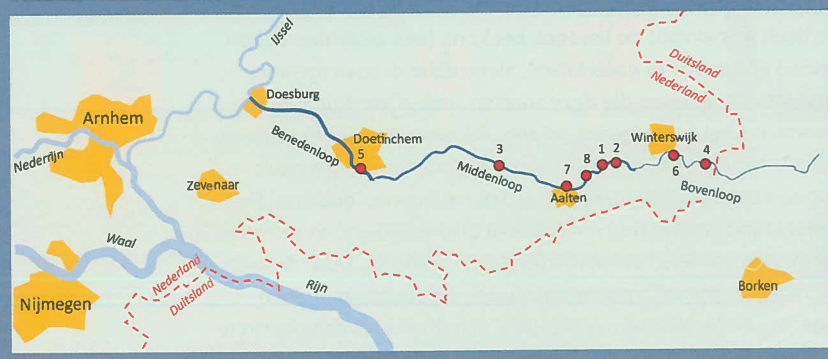 IJssel
Duitsland
Nederland
Doesburg
Arnhem
Benedenloop
Doetinchem
Winterswijk
Nederrijn
3
1
2
4
5
Middenloop
8
7
6
Zevenaar
Aalten
Bovenloop
Waal
Nederland
Duitsland
Rijn
Borken
Nijmegen